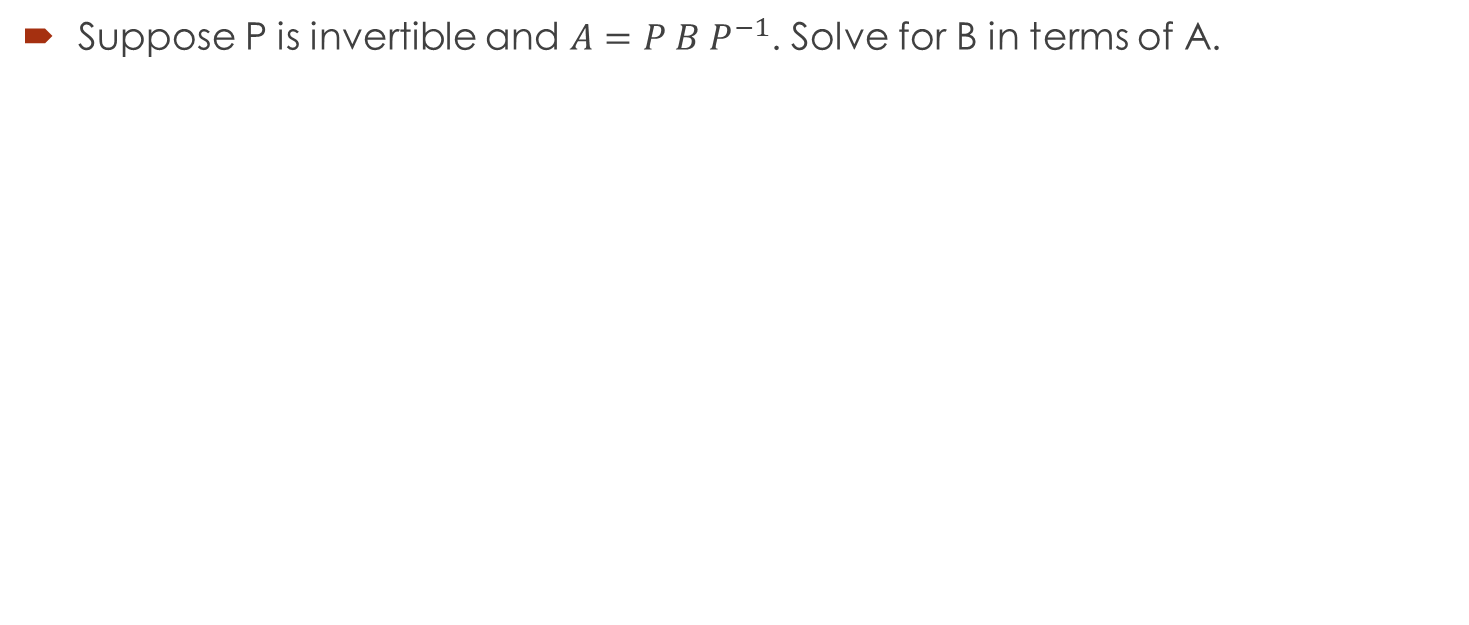 Suppose P is invertible and A = P B P⁻¹. Solve for B in terms of A.